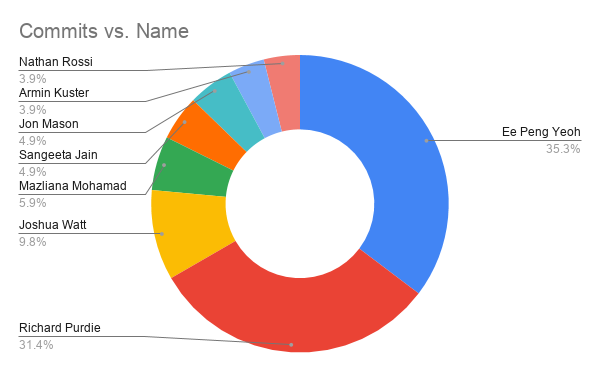 Commits vs. Name
Nathan Rossi
3.9%
Armin Kuster
3.9%
Jon Mason
4.9%
Sangeeta Jain
4.9%
Mazliana Mohamad
5.9%
Joshua Watt
9.8%
Richard Purdie
31.4%
Ee Peng Yeoh
35.3%